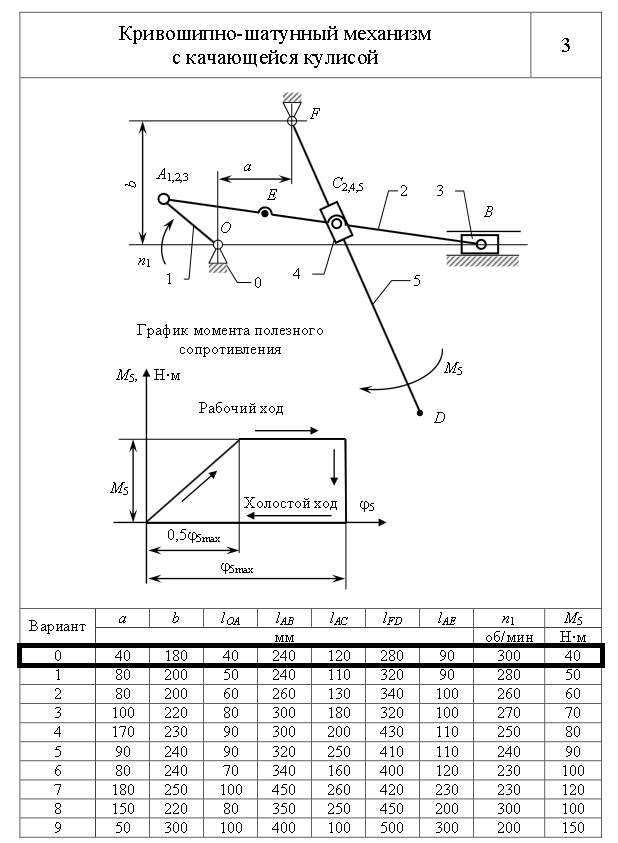 Кривошипно-шатунный механизм
с качающейся кулисой
3
F
a
b
A1,2,3
E
C2,4,5
2
3
B
O
n1
1
0
4
5
График момента полезного
сопротивления
M5, Н·м
M5
Рабочий ход
D
M5
Холостой ход
φ5
0,5φ5max
φ5max
Вариант a b lOA lAB lAC lFD lAE n1 M5
мм об/мин Н·м
0 40 180 40 240 120 280 90 300 40
1 80 200 50 240 110 320 90 280 50
2 80 200 60 260 130 340 100 260 60
3 100 220 80 300 180 320 100 270 70
4 170 230 90 300 200 430 110 250 80
5 90 240 90 320 250 410 110 240 90
6 80 240 70 340 160 400 120 230 100
7 180 250 100 450 260 420 230 230 120
8 150 220 80 350 250 450 200 300 100
9 50 300 100 400 100 500 300 200 150